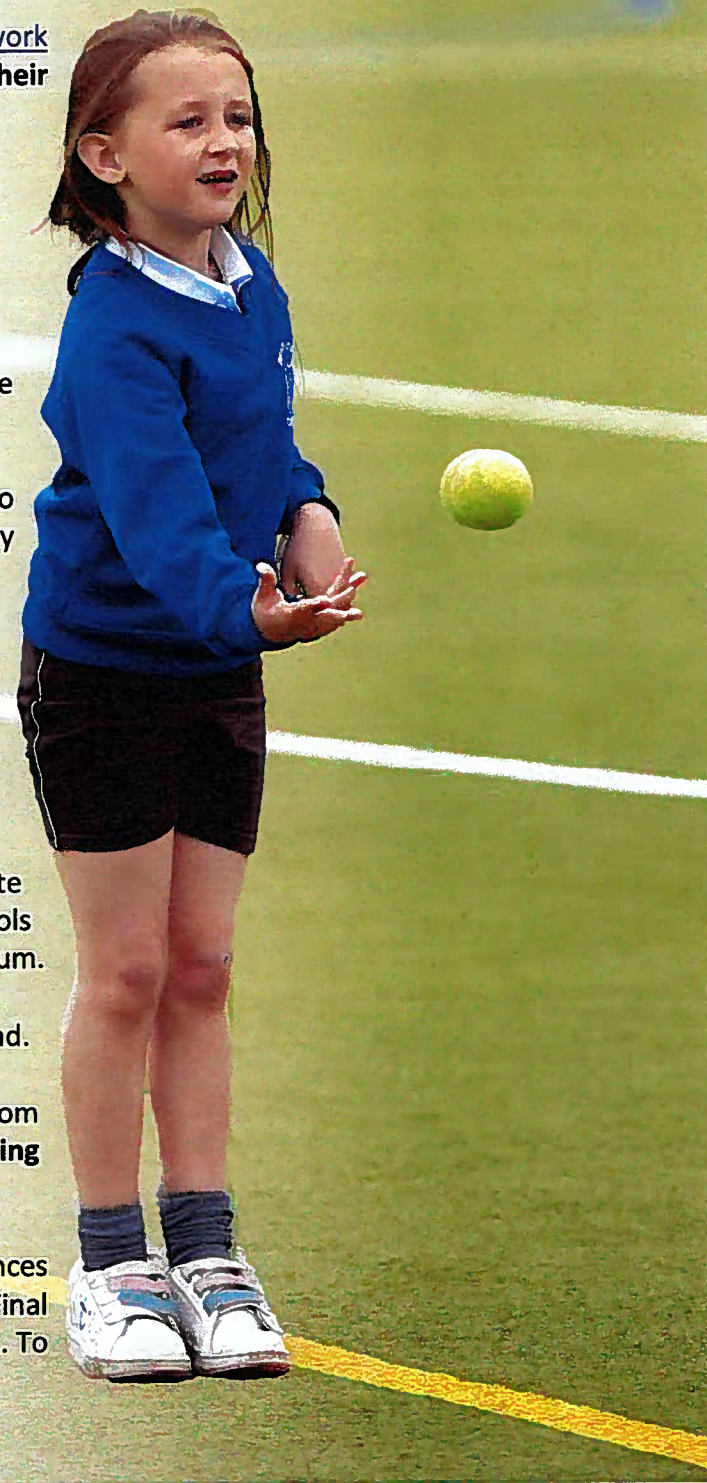 work
heir
e
o
y
te
ols
um.
nd.
om
ing
nces
Final
. To